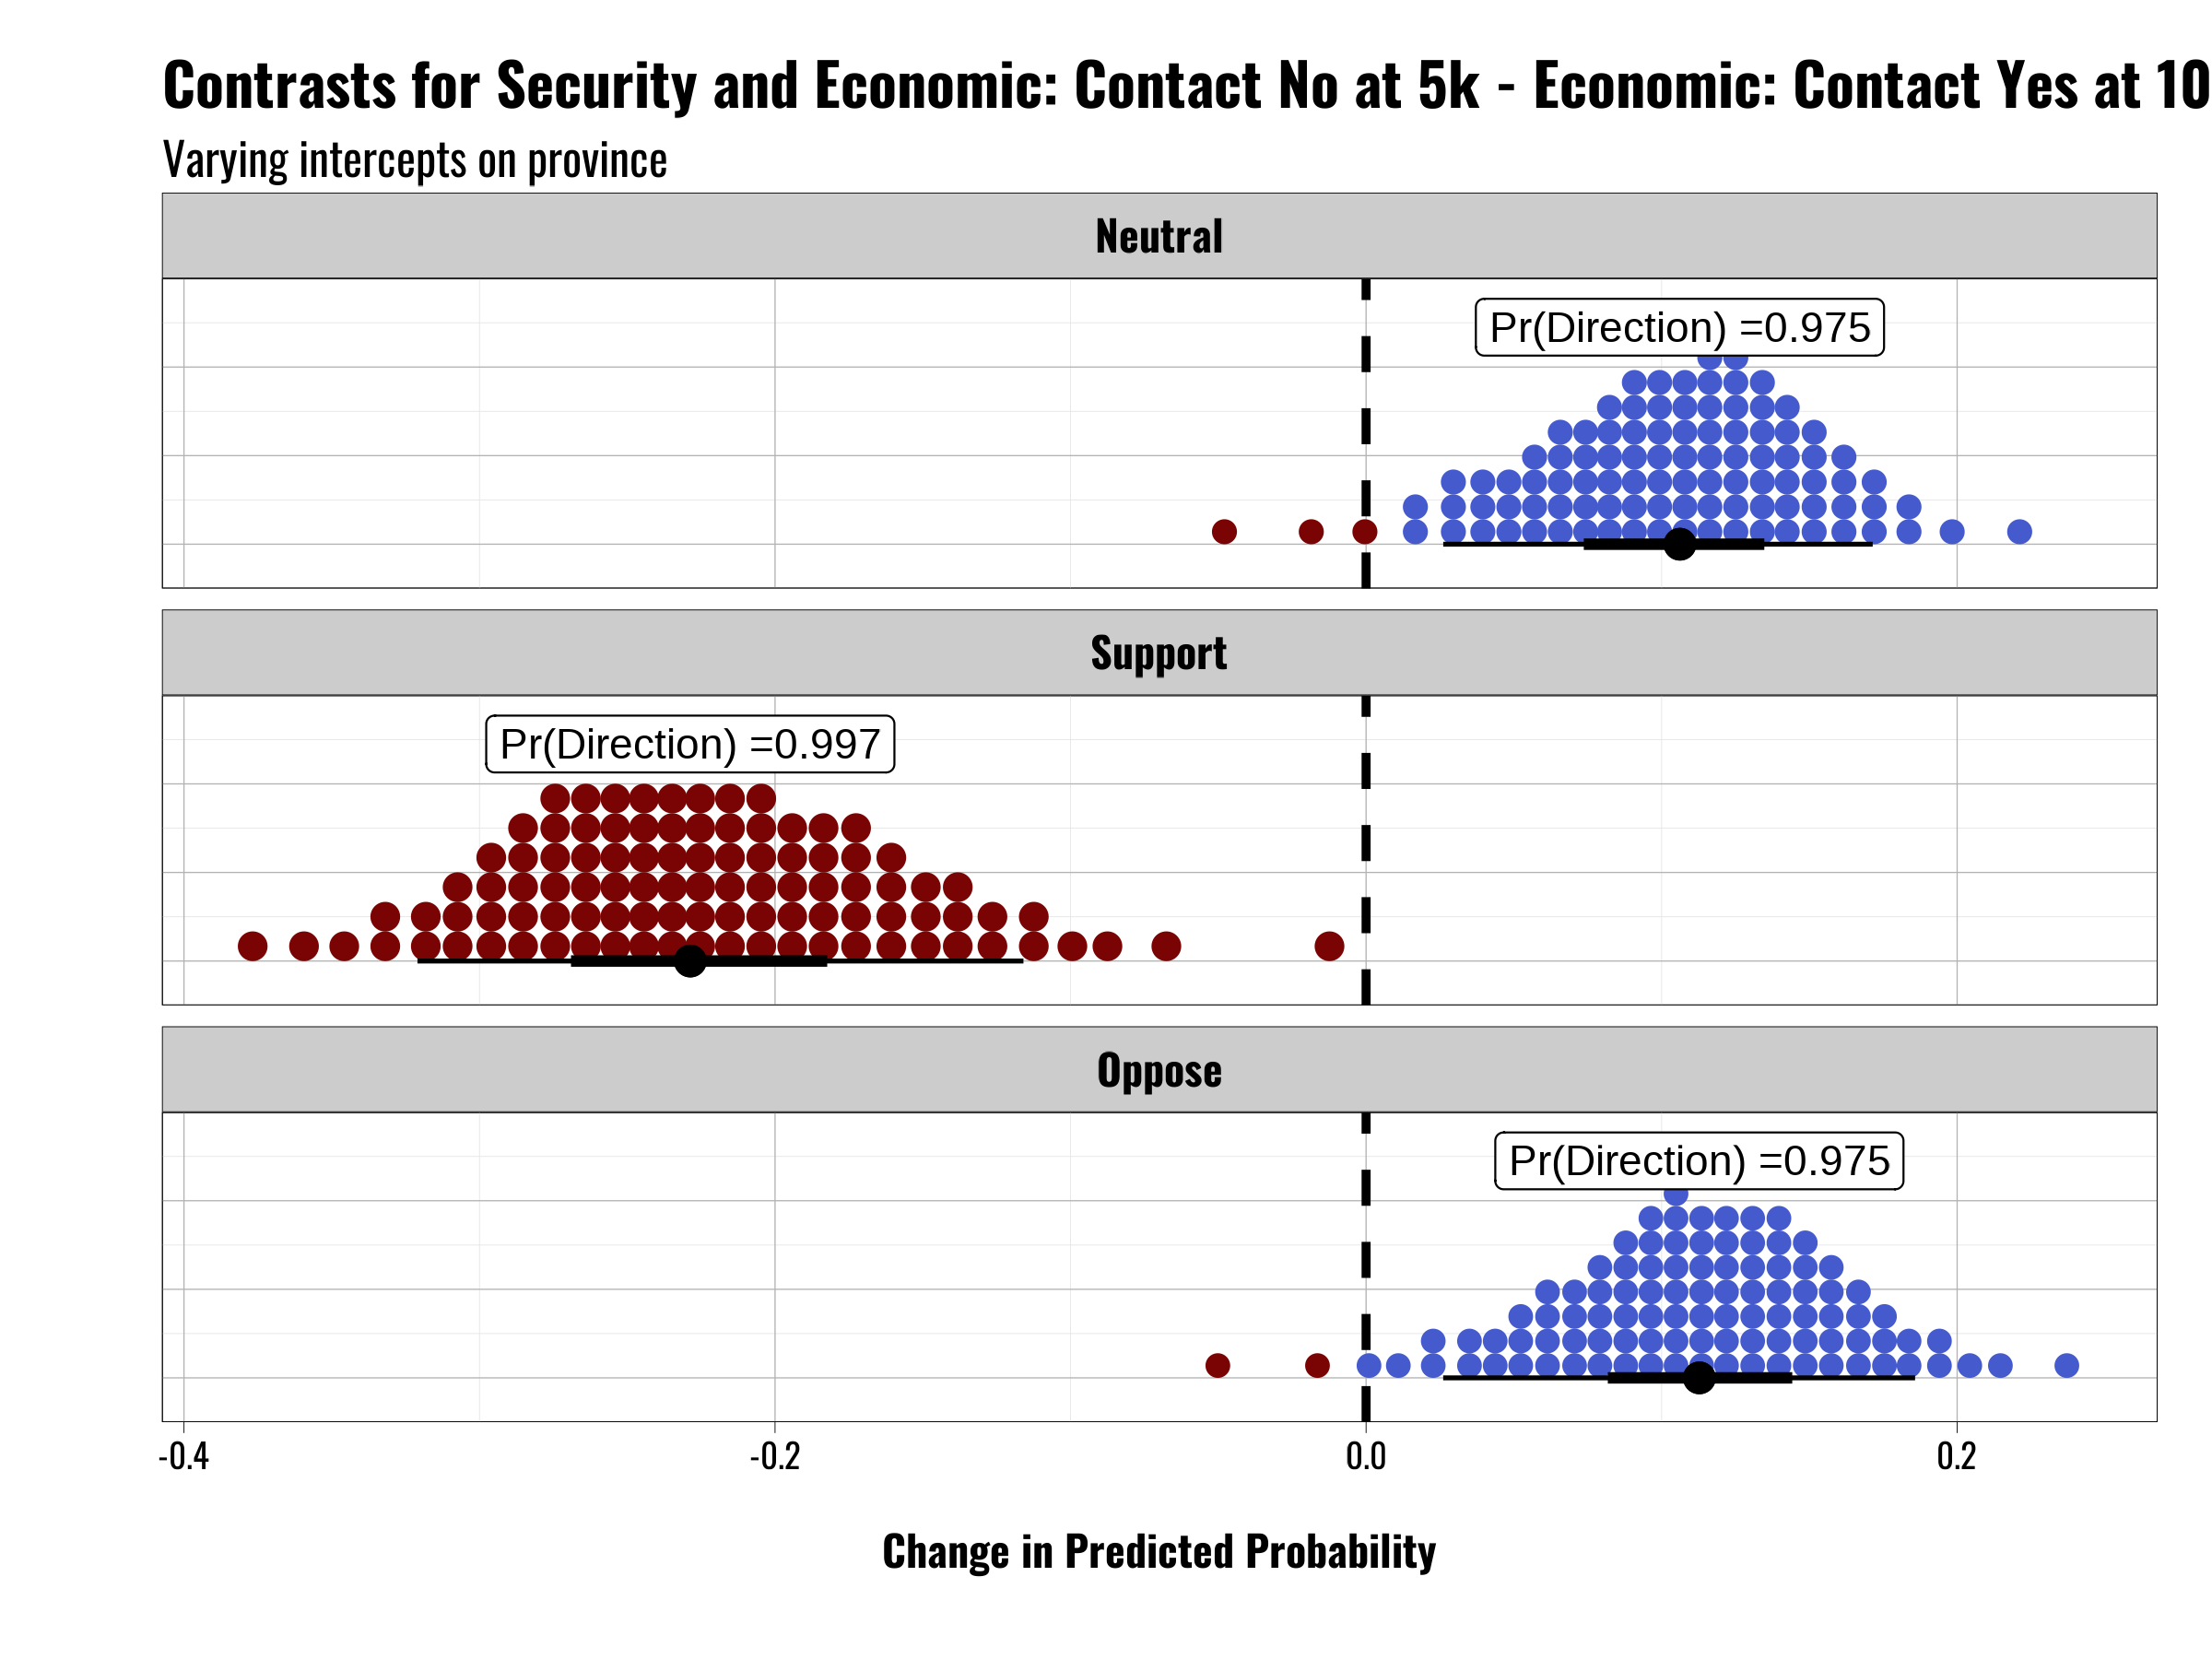 Contrasts for Security and Economic: Contact No at 5k - Economic: Contact Yes at 10
Varying intercepts on province
Neutral
Pr(Direction) =0.975
Support
Pr(Direction) =0.997
Oppose
Pr(Direction) =0.975
-0.4 -0.2 0.0 0.2
Change in Predicted Probability